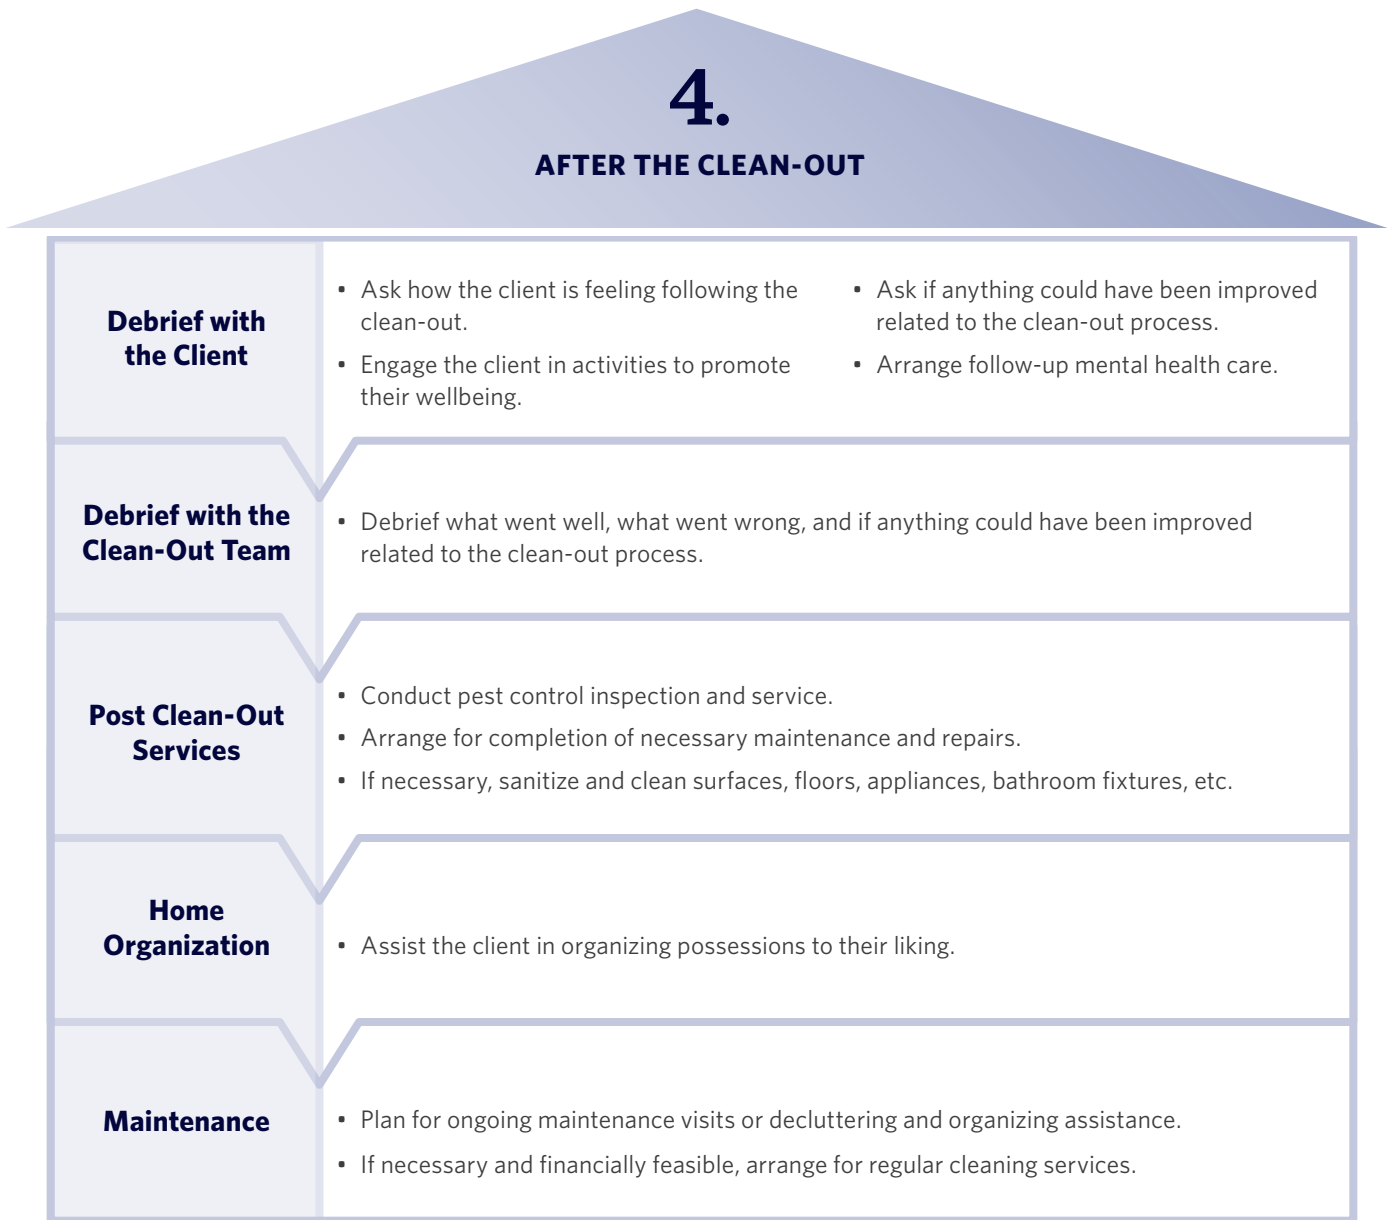 4.
AFTER THE CLEAN-OUT
Debrief with
the Client
• Ask how the client is feeling following the
clean-out.
• Engage the client in activities to promote
their wellbeing.
• Ask if anything could have been improved
related to the clean-out process.
• Arrange follow-up mental health care.
Debrief with the
Clean-Out Team
• Debrief what went well, what went wrong, and if anything could have been improved
related to the clean-out process.
Post Clean-Out
Services
• Conduct pest control inspection and service.
• Arrange for completion of necessary maintenance and repairs.
• If necessary, sanitize and clean surfaces, floors, appliances, bathroom fixtures, etc.
Home
Organization
• Assist the client in organizing possessions to their liking.
Maintenance
• Plan for ongoing maintenance visits or decluttering and organizing assistance.
• If necessary and financially feasible, arrange for regular cleaning services.